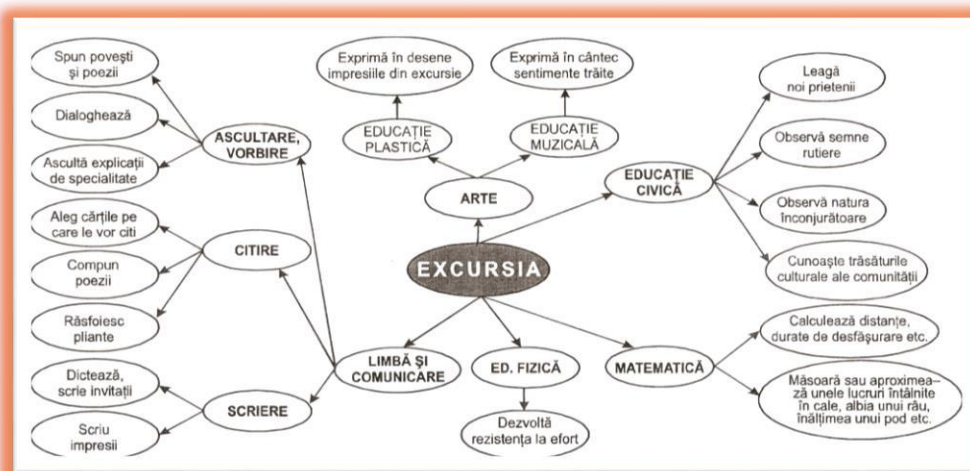 Spun povești
și poezii
Dialoghează
Ascultă explicații
de specialitate
ASCULTARE,
VORBIRE
Aleg cărțile pe
care le vor citi
Compun
poezii
Răsfoiesc
pliante
CITIRE
Dictează,
scrie invitații
Scriu
impresii
SCRIERE
LIMBĂ ȘI
COMUNICARE
Exprimă în desene
impresiile din excursie
EDUCAȚIE
PLASTICĂ
Exprimă în cântec
sentimente trăite
EDUCAȚIE
MUZICALĂ
ARTE
EXCURSIA
EDUCAȚIE
CIVICĂ
Leagă
noi prietenii
Observă semne
rutiere
Observă natura
înconjurătoare
Cunoaște trăsăturile
culturale ale comunității
ED. FIZICĂ
Dezvoltă
rezistența la efort
MATEMATICĂ
Calculează distanțe,
durate de desfășurare etc.
Măsoară sau aproximea–
ză unele lucruri întâlnite
în cale, albia unui râu,
înălțimea unui pod etc.